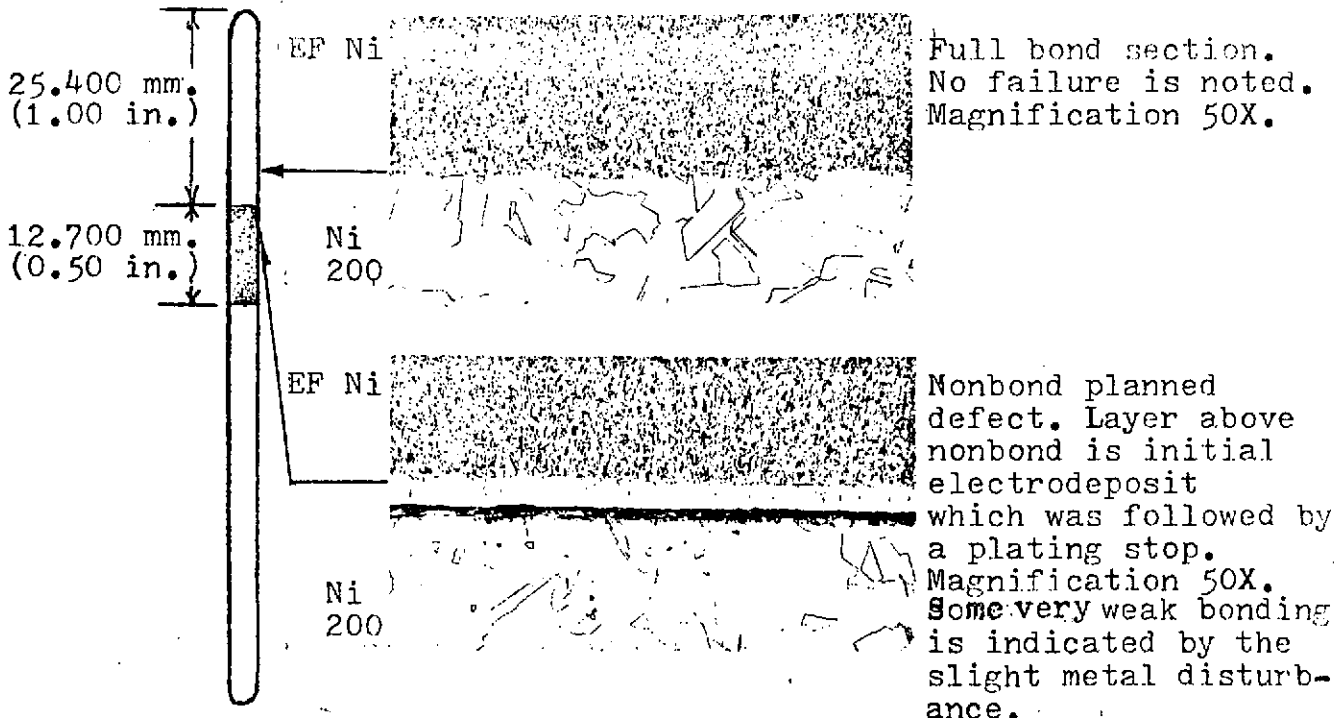 25.400 mm.
(1.00 in.)
12.700 mm.
(0.50 in.)
EF Ni
Ni
200
Full bond section.
No failure is noted.
Magnification 50X.
EF Ni
Ni
200
Nonbond planned
defect. Layer above
nonbond is initial
electrodeposit
which was followed by
a plating stop.
Magnification 50X.
Some very weak bonding
is indicated by the
slight metal disturb-
ance.